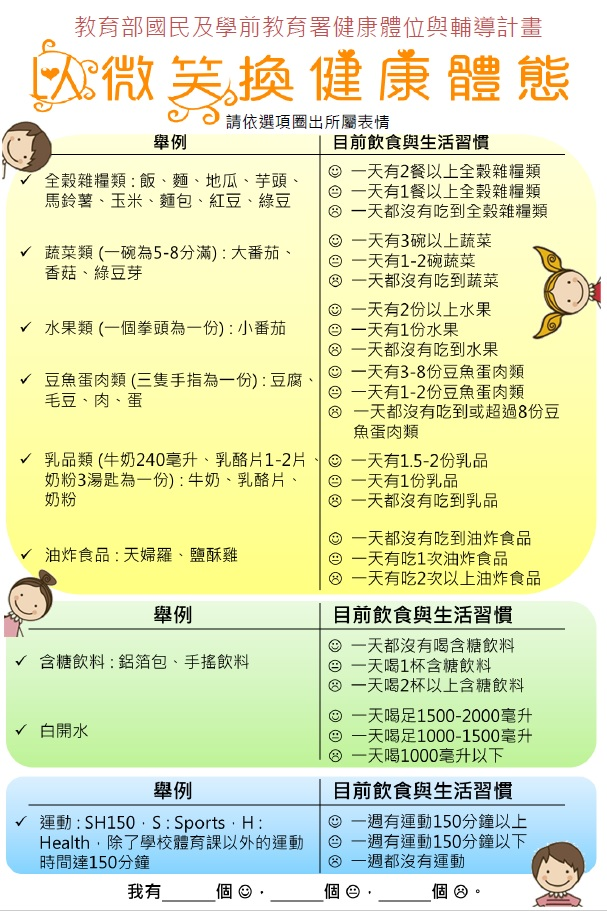 教育部國民及學前教育署健康體位與輔導計畫
以微笑換健康體態
請依選項圈出所屬表情
舉例
目前飲食與生活習慣
✓ 全穀雜糧類 : 飯、麵、地瓜、芋頭、
馬鈴薯、玉米、麵包、紅豆、綠豆
☺ 一天有2餐以上全穀雜糧類
😐 一天有1餐以上全穀雜糧類
☹ 一天都沒有吃到全穀雜糧類
✓ 蔬菜類 (一碗為5-8分滿) : 大番茄、
香菇、綠豆芽
☺ 一天有3碗以上蔬菜
😐 一天有1-2碗蔬菜
☹ 一天都沒有吃到蔬菜
✓ 水果類 (一個拳頭為一份) : 小番茄
☺ 一天有2份以上水果
😐 一天有1份水果
☹ 一天都沒有吃到水果
✓ 豆魚蛋肉類 (三隻手指為一份) : 豆腐、
毛豆、肉、蛋
☺ 一天有3-8份豆魚蛋肉類
😐 一天有1-2份豆魚蛋肉類
☹ 一天都沒有吃到或超過8份豆
魚蛋肉類
✓ 乳品類 (牛奶240毫升、乳酪片1-2片、
奶粉3湯匙為一份) : 牛奶、乳酪片、
奶粉
☺ 一天有1.5-2份乳品
😐 一天有1份乳品
☹ 一天都沒有吃到乳品
✓ 油炸食品 : 天婦羅、鹽酥雞
☺ 一天都沒有吃到油炸食品
😐 一天有吃1次油炸食品
☹ 一天有吃2次以上油炸食品
舉例
目前飲食與生活習慣
✓ 含糖飲料 : 鋁箔包、手搖飲料
☺ 一天都沒有喝含糖飲料
😐 一天喝1杯含糖飲料
☹ 一天喝2杯以上含糖飲料
✓ 白開水
☺ 一天喝足1500-2000毫升
😐 一天喝足1000-1500毫升
☹ 一天喝1000毫升以下
舉例
目前飲食與生活習慣
✓ 運動 : SH150，S : Sports，H :
Health，除了學校體育課以外的運動
時間達150分鐘
☺ 一週有運動150分鐘以上
😐 一週有運動150分鐘以下
☹ 一週都沒有運動
我有______個 ☺，______個 😐，______個 ☹。